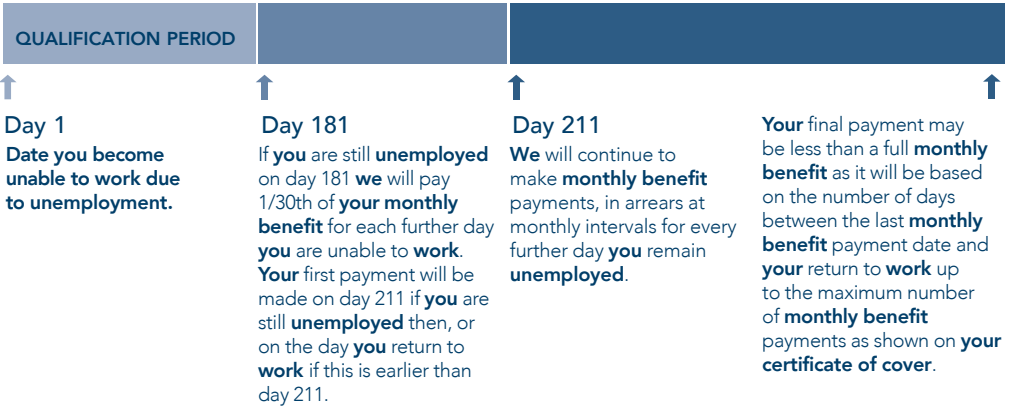 QUALIFICATION PERIOD
Day 1
Date you become
unable to work due
to unemployment.
Day 181
If you are still unemployed
on day 181 we will pay
1/30th of your monthly
benefit for each further day
you are unable to work.
Your first payment will be
made on day 211 if you are
still unemployed then, or
on the day you return to
work if this is earlier than
day 211.
Day 211
We will continue to
make monthly benefit
payments, in arrears at
monthly intervals for every
further day you remain
unemployed.
Your final payment may
be less than a full monthly
benefit as it will be based
on the number of days
between the last monthly
benefit payment date and
your return to work up
to the maximum number
of monthly benefit
payments as shown on your
certificate of cover.